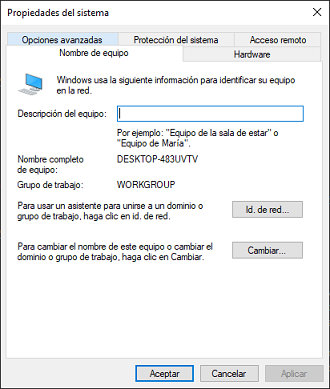 Propiedades del sistema
Opciones avanzadas Protección del sistema Acceso remoto
Nombre de equipo Hardware
Windows usa la siguiente información para identificar su equipo
en la red.
Descripción del equipo:
Por ejemplo: "Equipo de la sala de estar" o
"Equipo de María".
Nombre completo DESKTOP-483UVTV
de equipo:
Grupo de trabajo: WORKGROUP
Para usar un asistente para unirse a un dominio o
grupo de trabajo, haga clic en id. de red.
Id. de red...
Para cambiar el nombre de este equipo o cambiar el
dominio o grupo de trabajo, haga clic en Cambiar.
Cambiar...
Aceptar Cancelar Aplicar